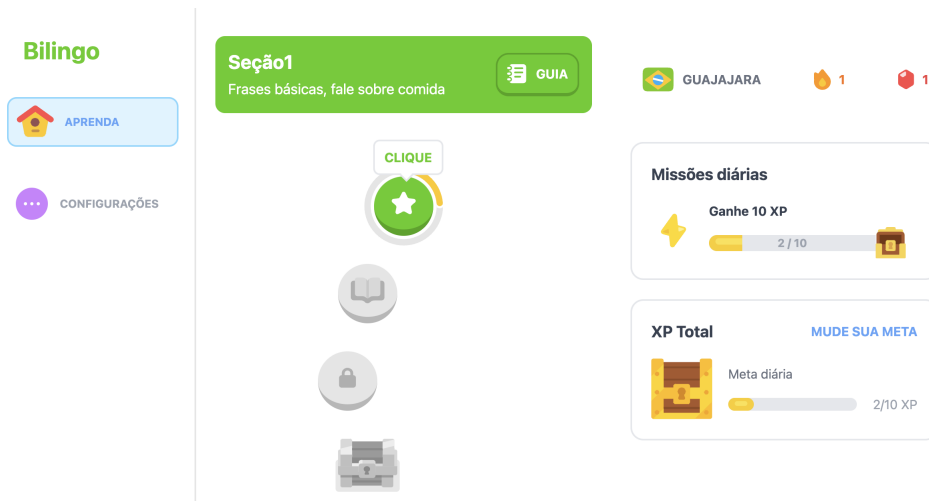 Bilingo
APRENDA
CONFIGURAÇÕES
Seção1
Frases básicas, fale sobre comida
GUIA
CLIQUE
GUAJAJARA
1
1
Missões diárias
Ganhe 10 XP
2 / 10
XP Total
MUDE SUA META
Meta diária
2/10 XP